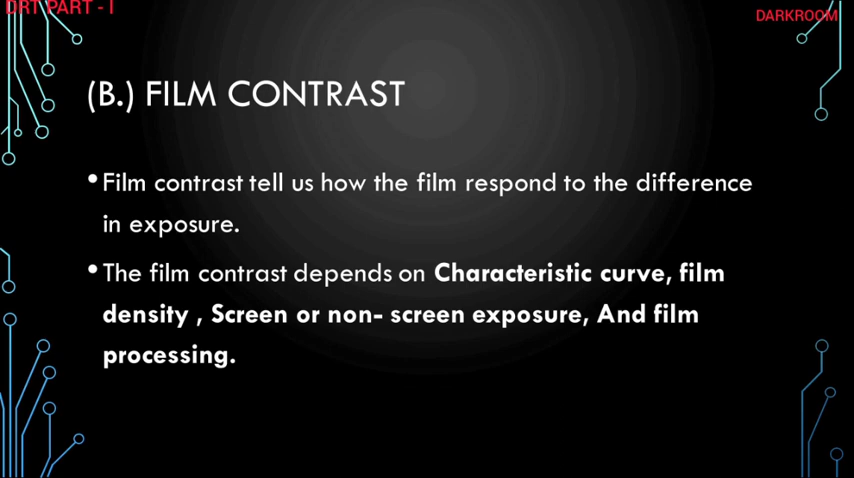 DRT PART - I
DARKROOM
(B.) FILM CONTRAST
•Film contrast tell us how the film respond to the difference
in exposure.
•The film contrast depends on Characteristic curve, film
density , Screen or non- screen exposure, And film
processing.